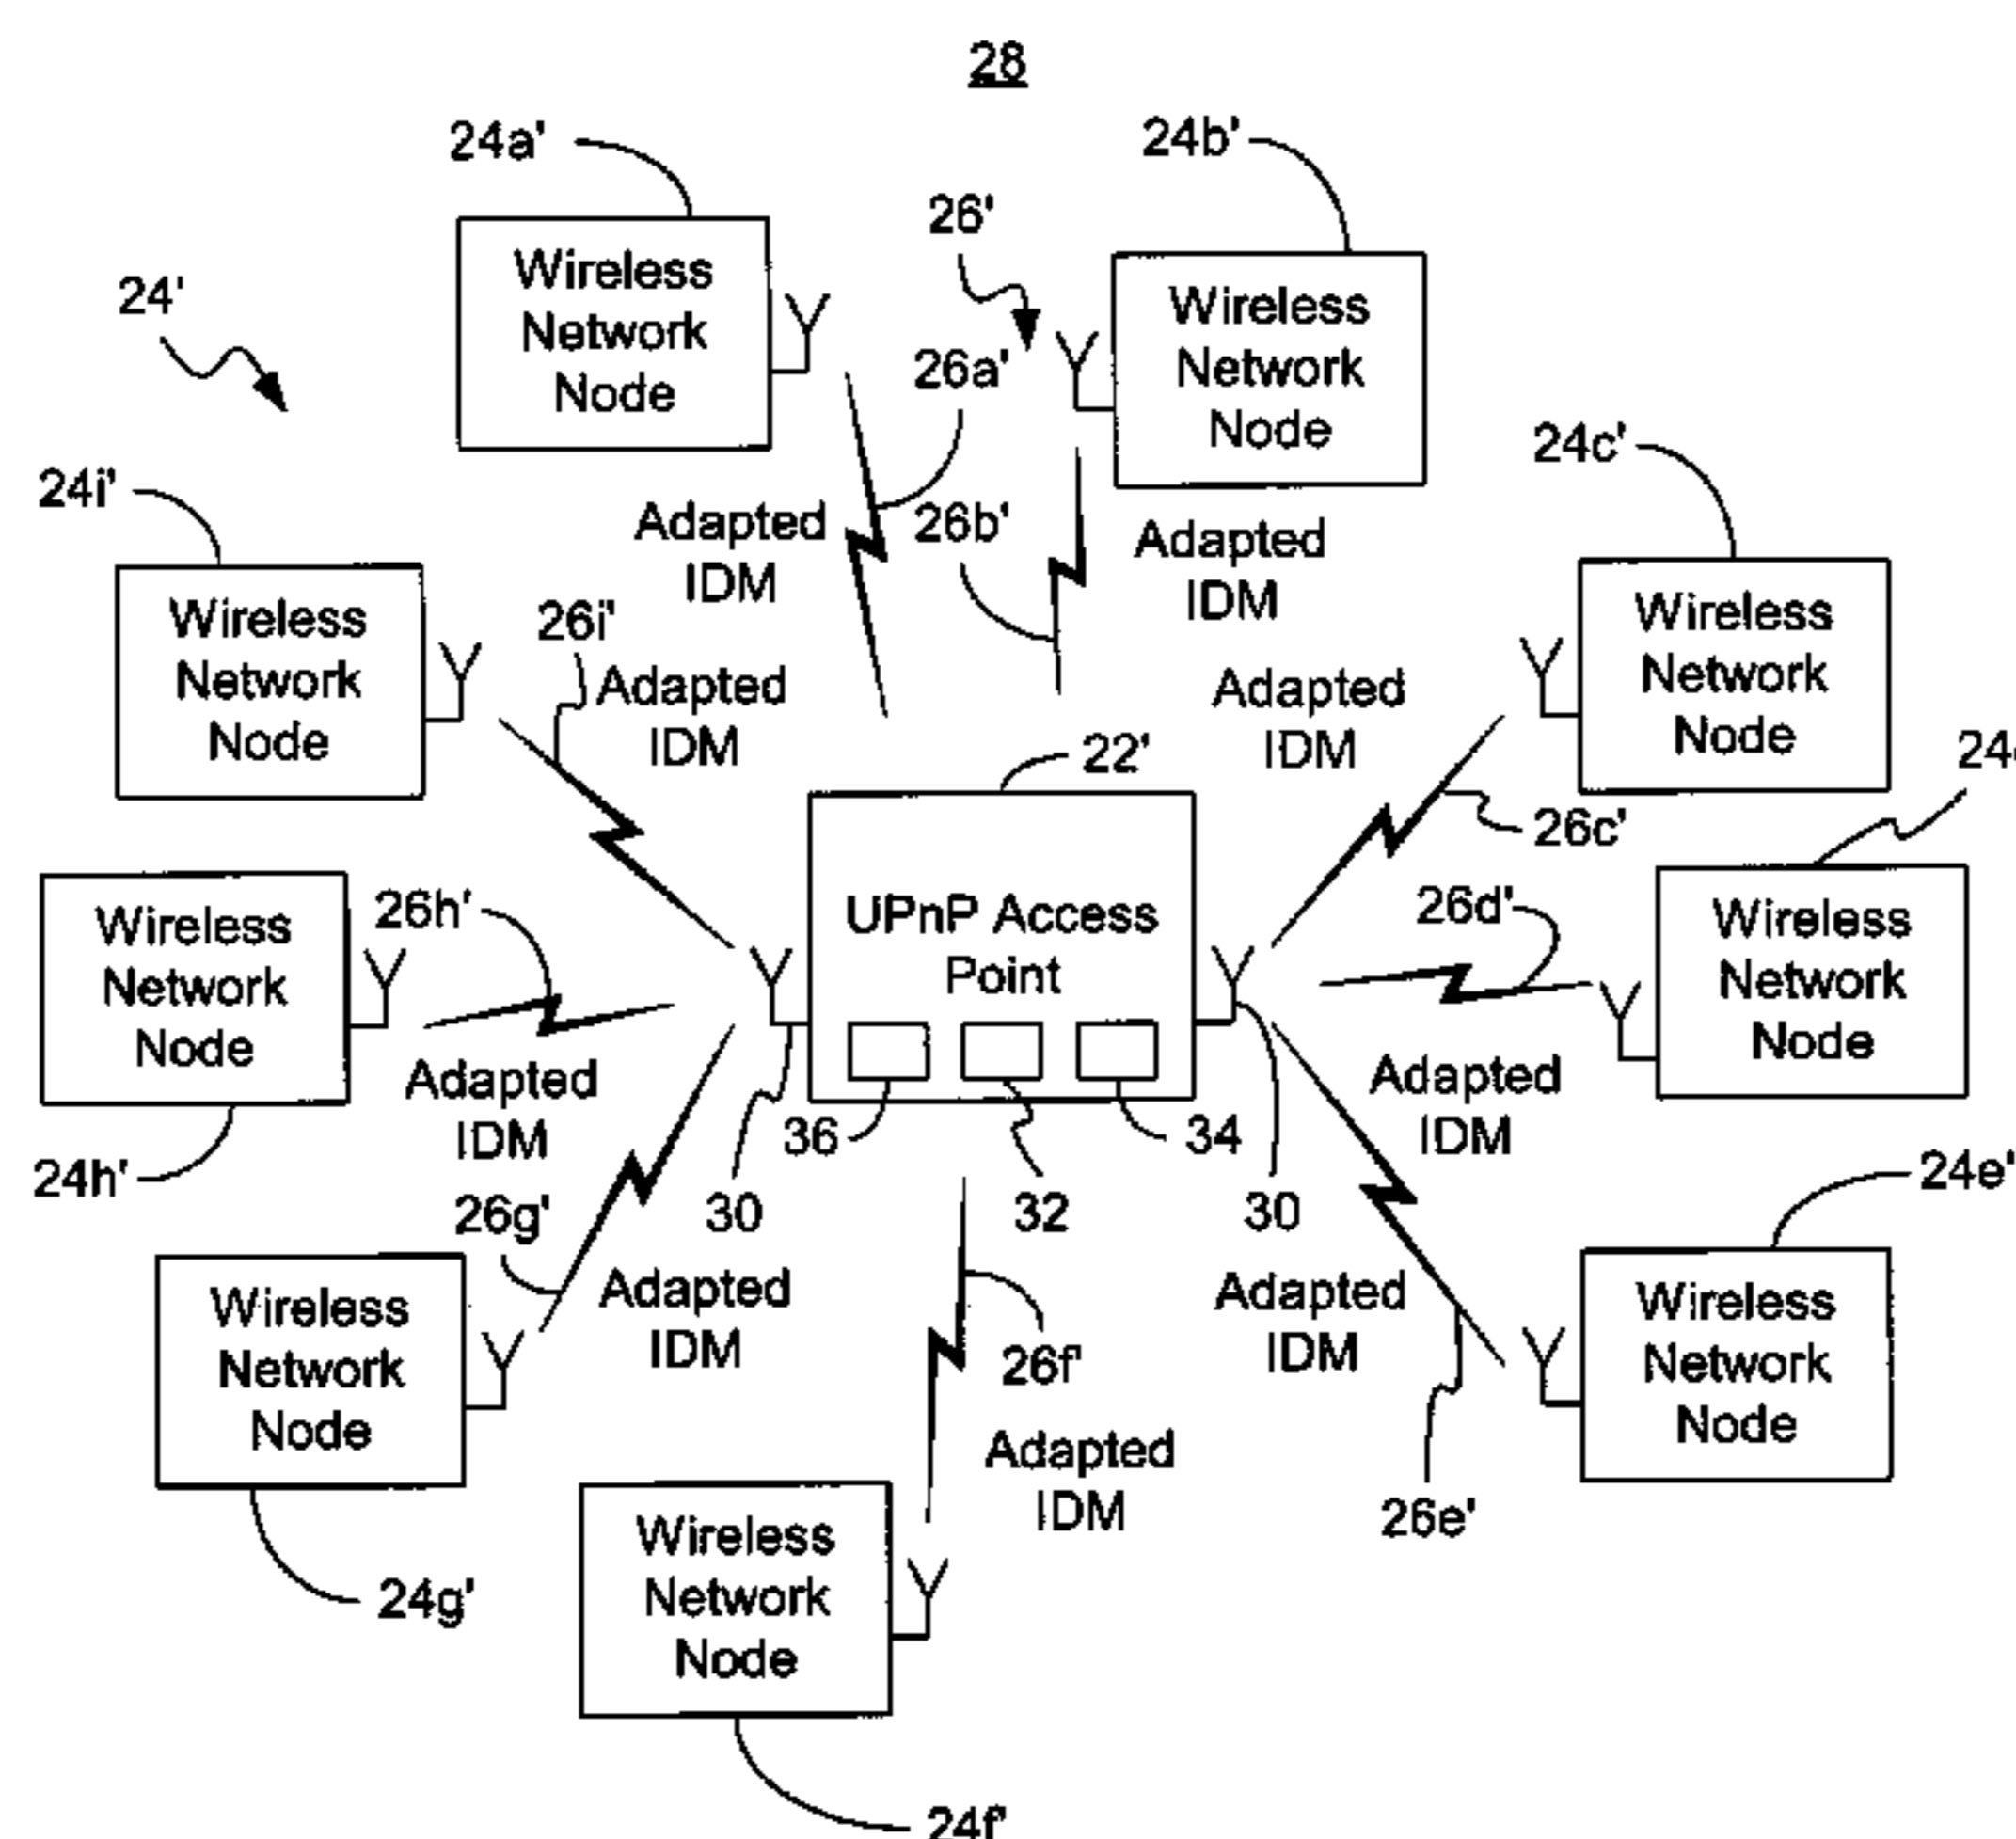 28
24a'
24b'
26'
24'
Wireless
Network
Node
Wireless
Network
Node
26a'
24c'
24i'
Adapted
IDM
26b'
Adapted
IDM
Wireless
Network
Node
26i'
Adapted
IDM
Adapted
IDM
Wireless
Network
Node
22'
26c'
Wireless
Network
Node
26h'
UPnP Access
Point
26d'
Wireless
Network
Node
Adapted
IDM
Adapted
IDM
36
34
24h'
26g'
30
32
30
24e'
Wireless
Network
Node
Adapted
IDM
26f'
Adapted
IDM
Wireless
Network
Node
Adapted
IDM
26e'
Wireless
Network
Node
24g'
24f'